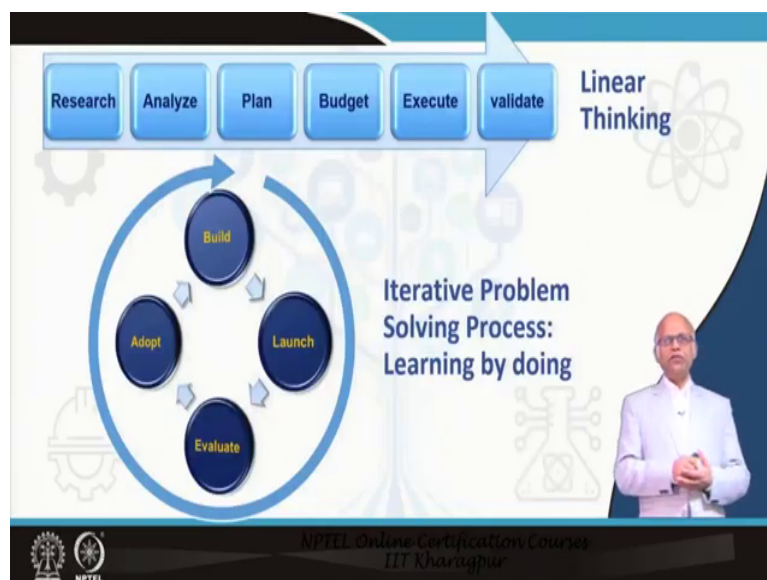 Research
Analyze
Plan
Budget
Execute
validate
Linear
Thinking
Build
Adopt
Launch
Evaluate
Iterative Problem
Solving Process:
Learning by doing
NPTEL Online Certification Courses
IIT Kharagpur
NPTEL